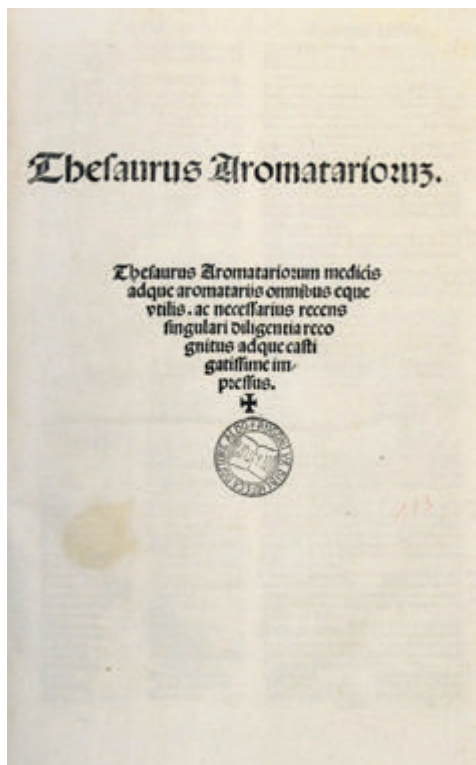 Theſaurus Aromatarioꝝ.
Theſaurus Aromatariorum medicis
adque aromatariis omnibus eque
vtilis. ac neceſſarius recens
ſingulari diligentia reco
gnitus adque caſti
gatiſſime im-
preſſus.